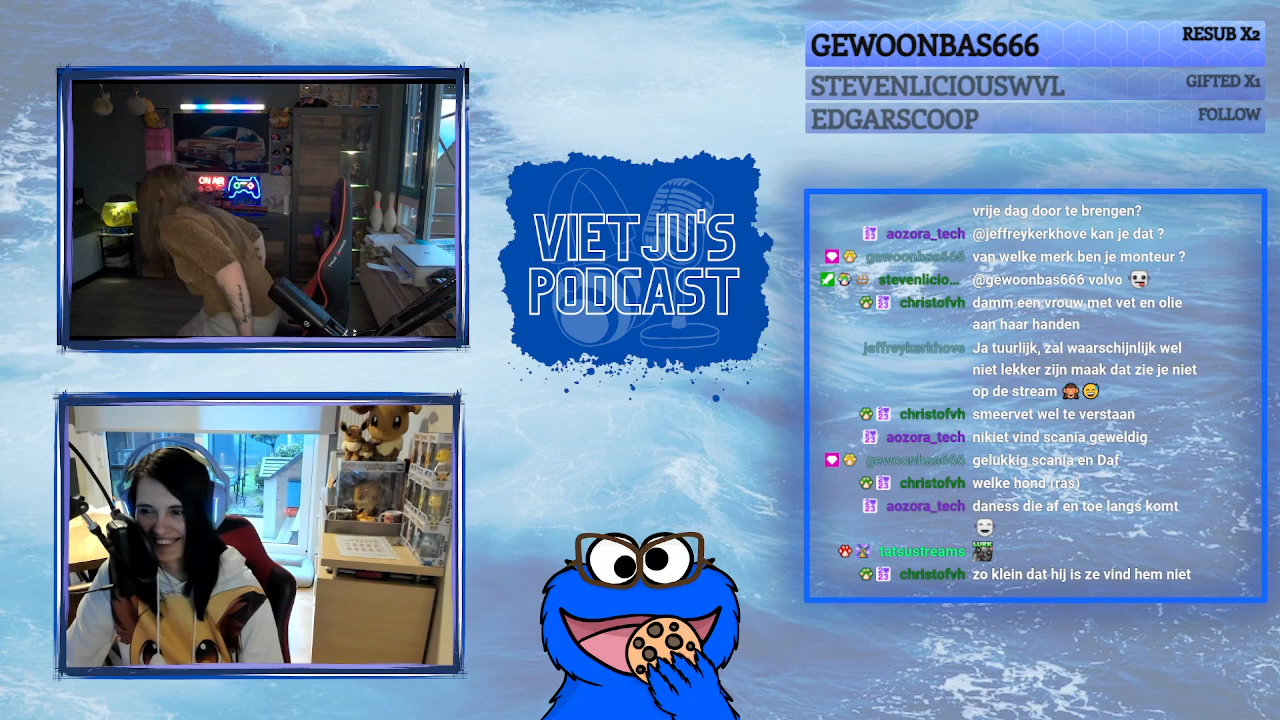 GEWOONBAS666 RESUB X2
STEVENLICIOUSWVL GIFTED X1
EDGARSCOOP FOLLOW
ON AIR
VIETJU'S
PODCAST
vrije dag door te brengen?
aozora_tech @jeffreykerkhove kan je dat ?
gewoonbas666 van welke merk ben je monteur ?
stevenlicio... @gewoonbas666 volvo
christofvh damm een vrouw met vet en olie
aan haar handen
jeffreykerkhove Ja tuurlijk, zal waarschijnlijk wel
niet lekker zijn maak dat zie je niet
op de stream
christofvh smeervet wel te verstaan
aozora_tech nikiet vind scania geweldig
gewoonbas666 gelukkig scania en Daf
christofvh welke hond (ras)
aozora_tech daness die af en toe langs komt
tatsustreams LURK
christofvh zo klein dat hij is ze vind hem niet